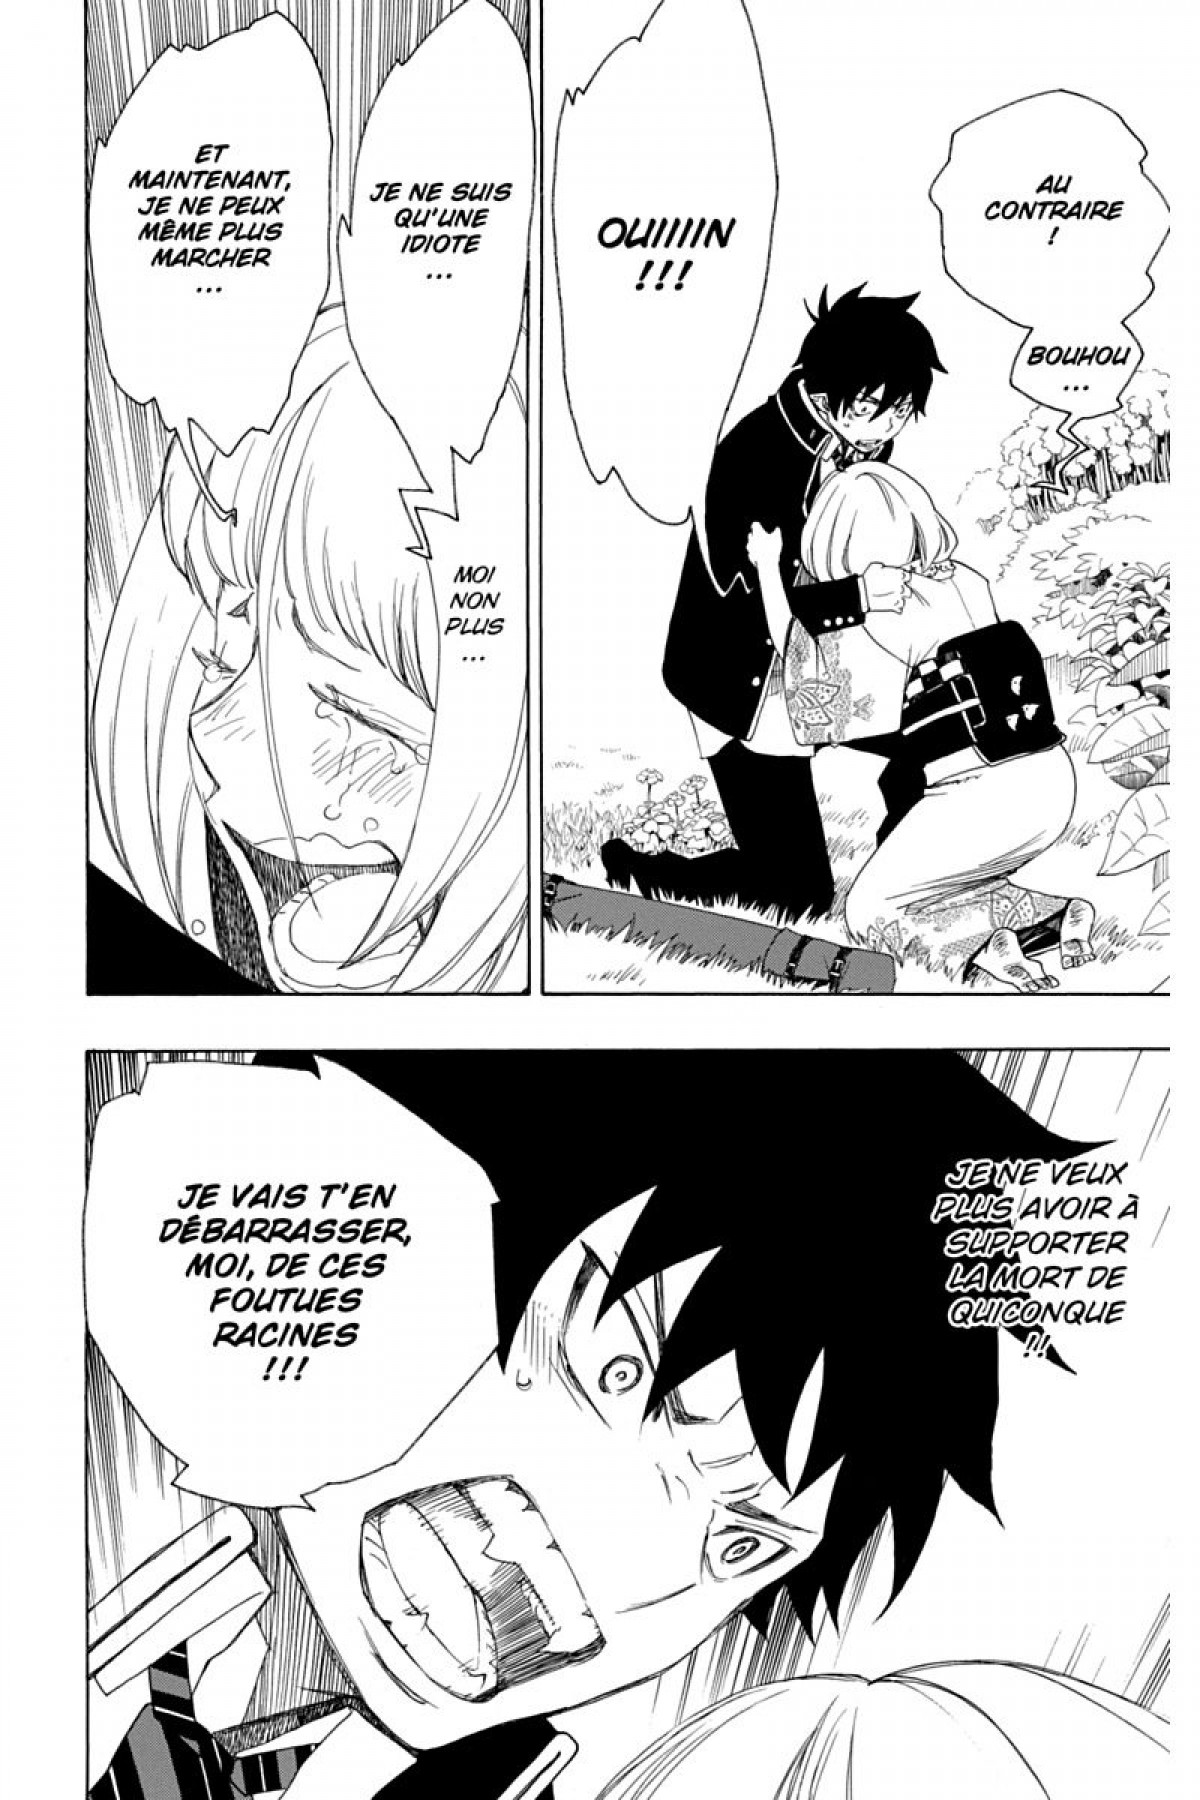 AU
CONTRAIRE
!
BOUHOU
...
OUIIIIN
!!!
JE NE SUIS
QU'UNE
IDIOTE
...
MOI
NON
PLUS
...
ET
MAINTENANT,
JE NE PEUX
MÊME PLUS
MARCHER
...
JE NE VEUX
PLUS AVOIR À
SUPPORTER
LA MORT DE
QUICONQUE
!!
JE VAIS T'EN
DÉBARRASSER,
MOI, DE CES
FOUTUES
RACINES
!!!